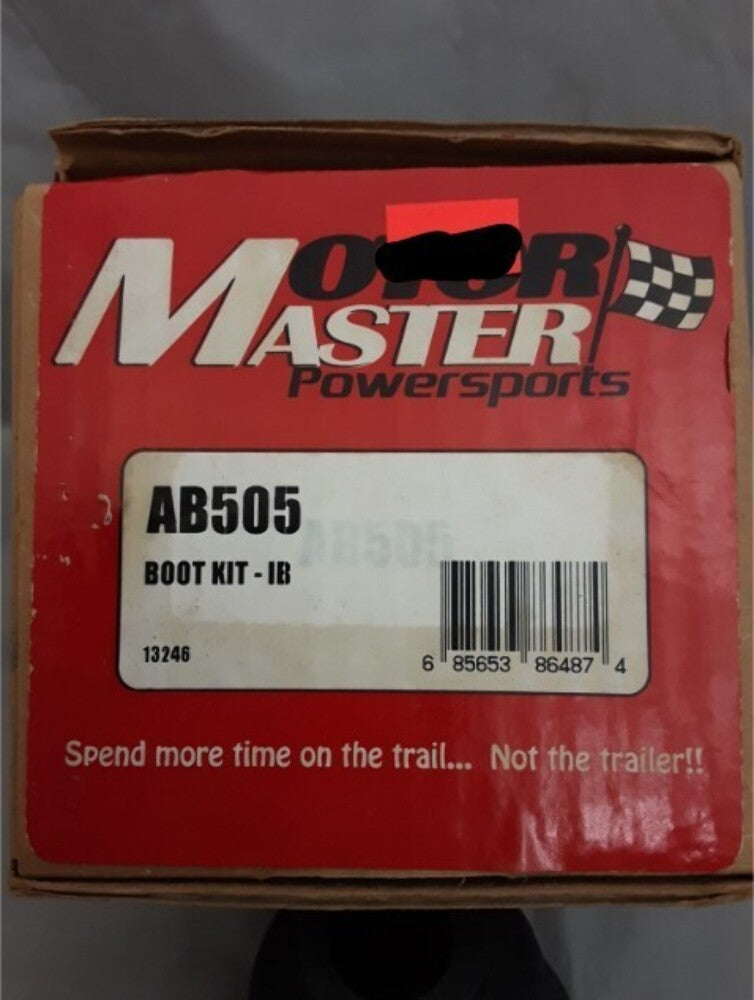 MOTOR
MASTER
Powersports
AB505
AB505
BOOT KIT - IB
13246
6 85653 86487 4
Spend more time on the trail... Not the trailer!!